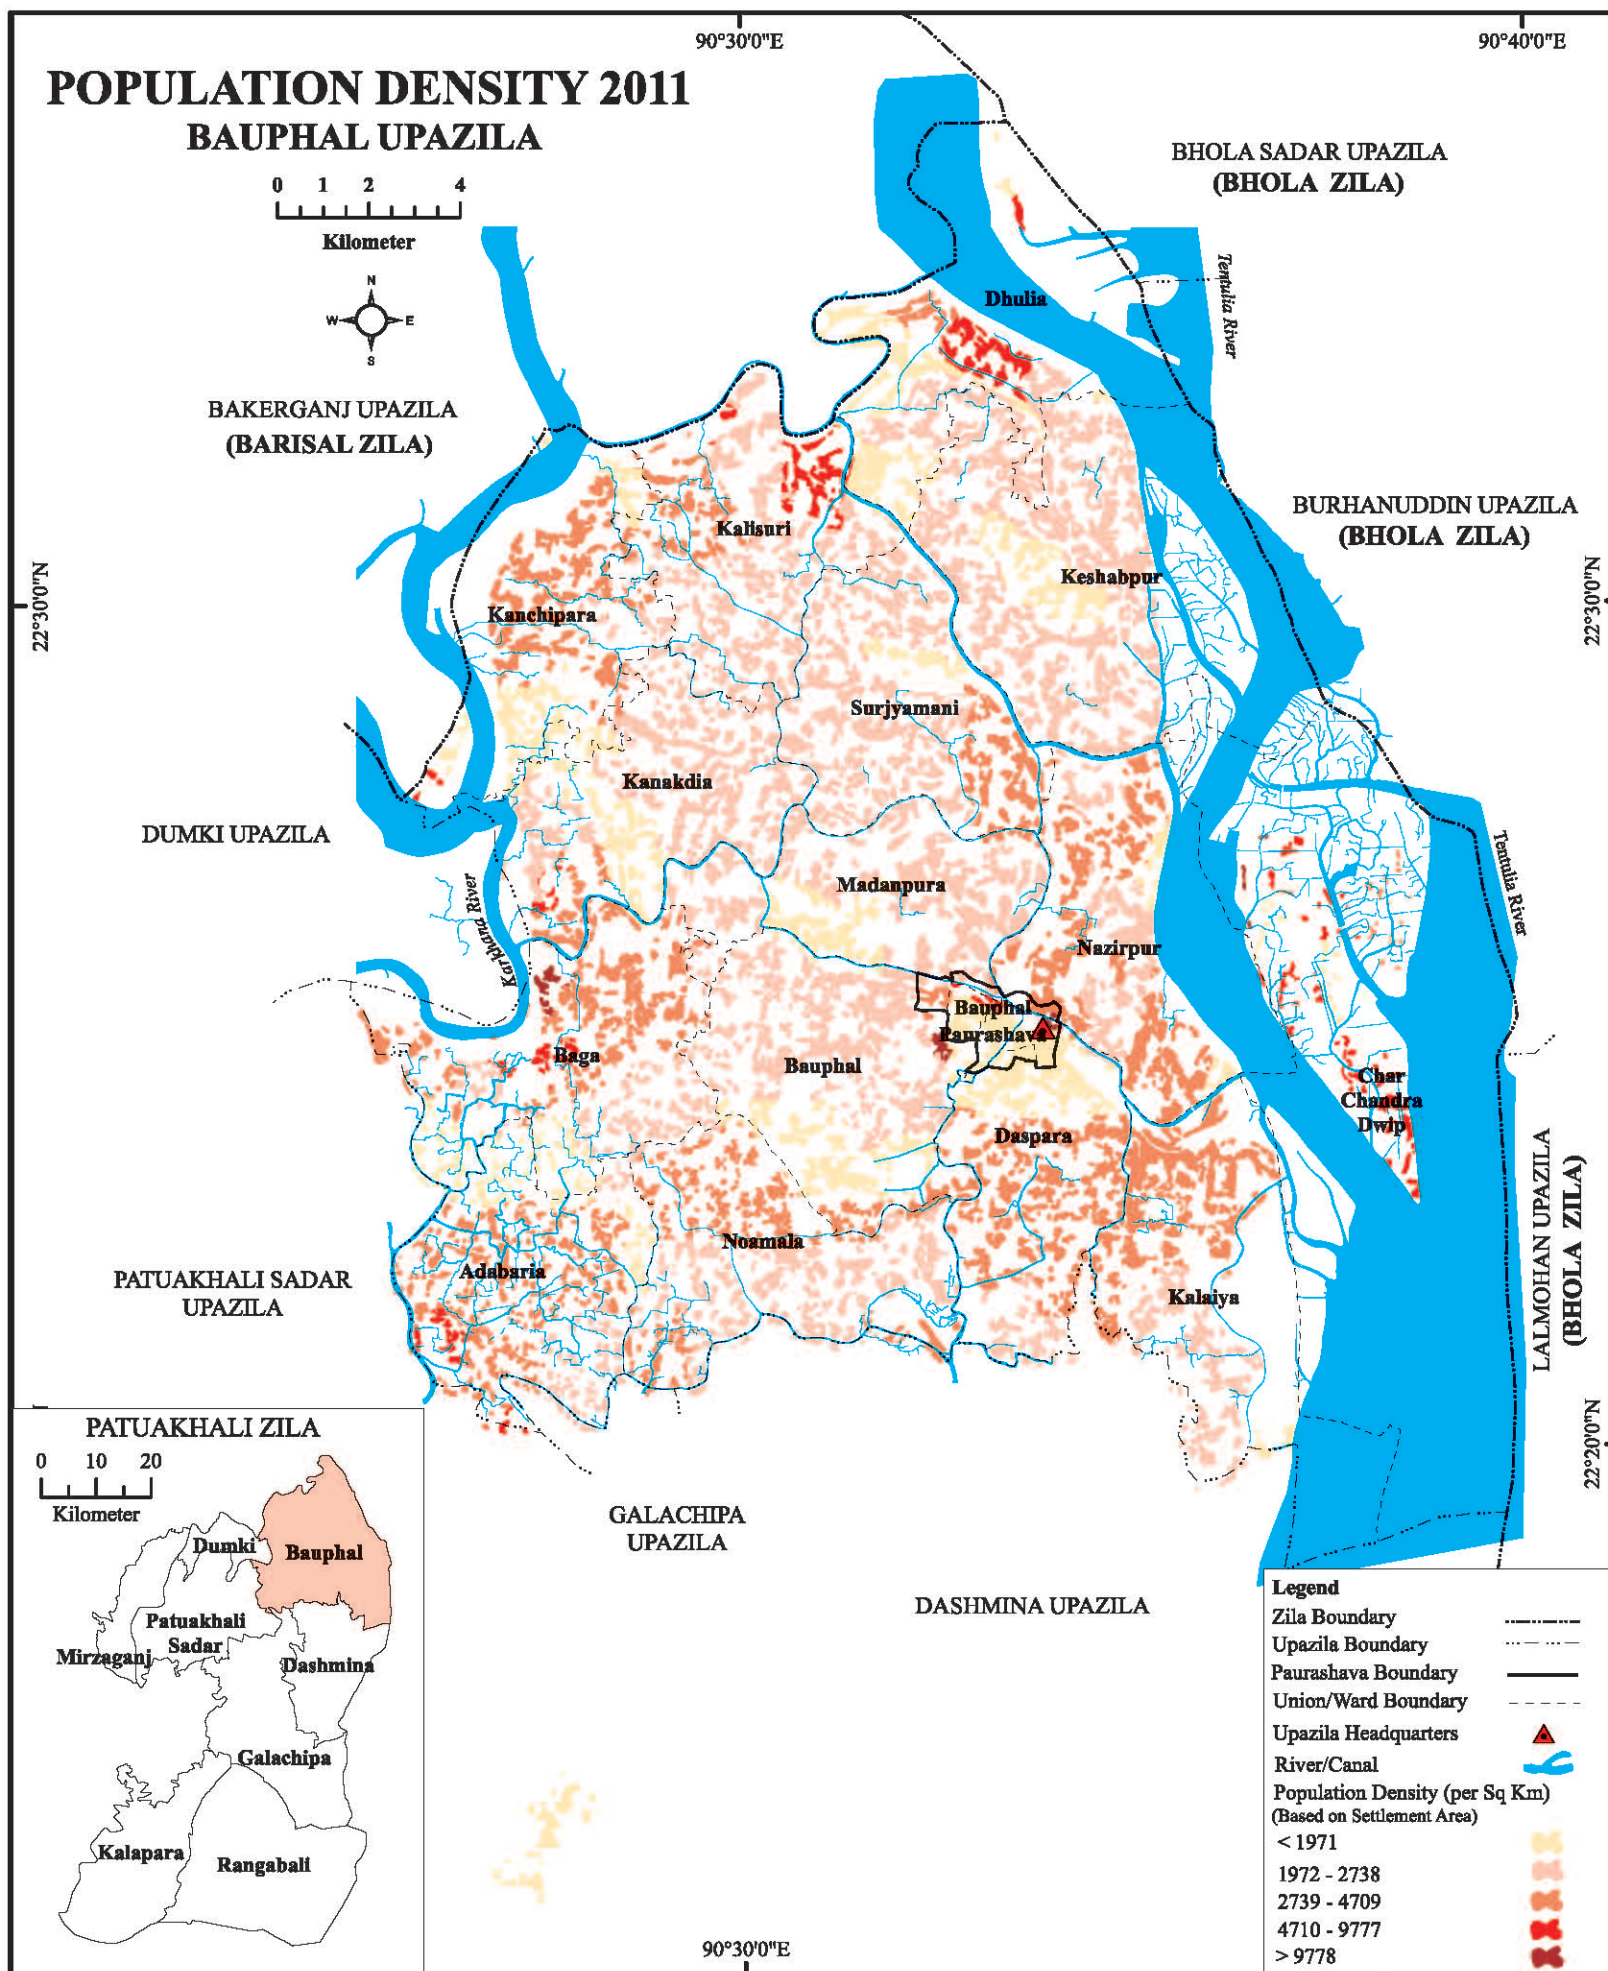 90°30'0"E
90°40'0"E
POPULATION DENSITY 2011
BAUPHAL UPAZILA
0 1 2 4
Kilometer
N
W E
S
BHOLA SADAR UPAZILA
(BHOLA ZILA)
Tentulia River
Dhulia
BAKERGANJ UPAZILA
(BARISAL ZILA)
BURHANUDDIN UPAZILA
(BHOLA ZILA)
Kalisuri
Keshabpur
22°30'0"N
22°30'0"N
Kanchipara
Surjyamani
Kanakdia
DUMKI UPAZILA
Madanpura
Tentulia River
Karkhana River
Nazirpur
Bauphal
Paurashava
Baga
Bauphal
Char
Chandra
Dwip
Daspara
LALMOHAN UPAZILA
(BHOLA ZILA)
Noamala
Adabaria
PATUAKHALI SADAR
UPAZILA
Kalaiya
22°20'0"N
PATUAKHALI ZILA
0 10 20
Kilometer
Dumki
Bauphal
Patuakhali
Sadar
Mirzaganj
Dashmina
Galachipa
Kalapara
Rangabali
GALACHIPA
UPAZILA
DASHMINA UPAZILA
Legend
Zila Boundary
Upazila Boundary
Paurashava Boundary
Union/Ward Boundary
Upazila Headquarters
River/Canal
Population Density (per Sq Km)
(Based on Settlement Area)
< 1971
1972 - 2738
2739 - 4709
4710 - 9777
> 9778
90°30'0"E